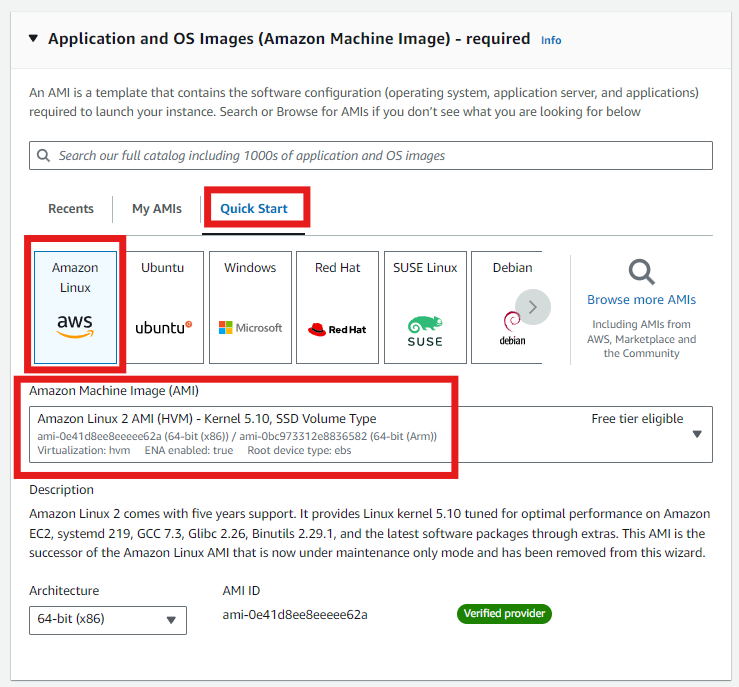 Application and OS Images (Amazon Machine Image) - required Info
An AMI is a template that contains the software configuration (operating system, application server, and applications)
required to launch your instance. Search or Browse for AMIs if you don't see what you are looking for below
Search our full catalog including 1000s of application and OS images
Recents My AMIs Quick Start
Amazon
Linux
aws
Ubuntu
ubuntu
Windows
Microsoft
Red Hat
Red Hat
SUSE Linux
SUSE
Debian
debian
Browse more AMIs
Including AMIs from
AWS, Marketplace and
the Community
Amazon Machine Image (AMI)
Amazon Linux 2 AMI (HVM) - Kernel 5.10, SSD Volume Type Free tier eligible
ami-0e41d8ee8eeeee62a (64-bit (x86)) / ami-0bc973312e8836582 (64-bit (Arm))
Virtualization: hvm ENA enabled: true Root device type: ebs
Description
Amazon Linux 2 comes with five years support. It provides Linux kernel 5.10 tuned for optimal performance on Amazon
EC2, systemd 219, GCC 7.3, Glibc 2.26, Binutils 2.29.1, and the latest software packages through extras. This AMI is the
successor of the Amazon Linux AMI that is now under maintenance only mode and has been removed from this wizard.
Architecture AMI ID
64-bit (x86) ami-0e41d8ee8eeeee62a Verified provider